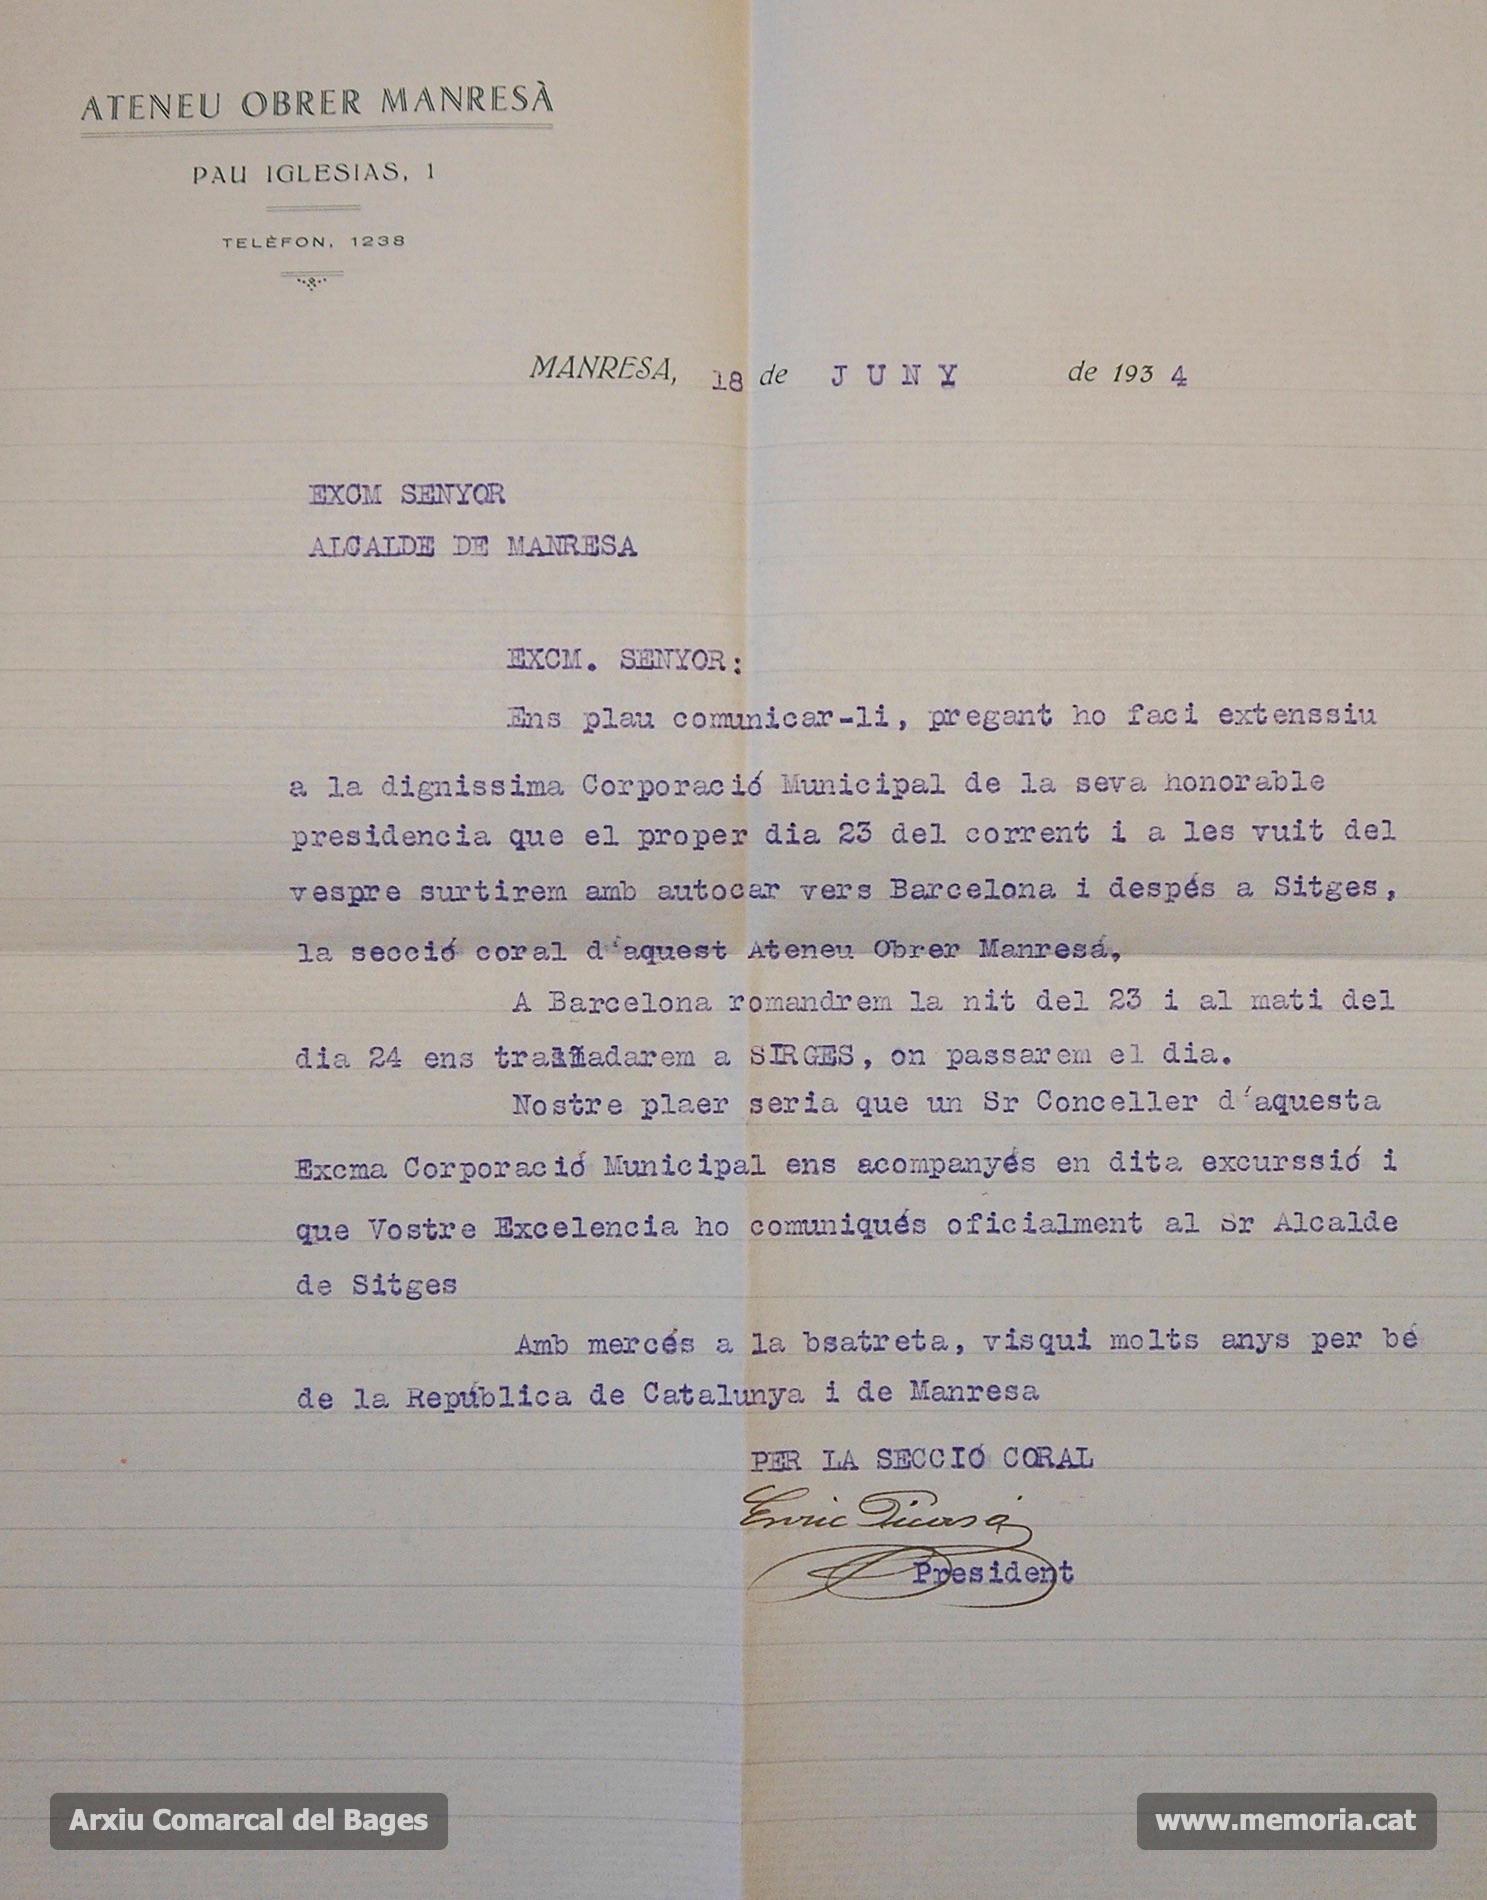 ATENEU OBRER MANRESÀ
PAU IGLESIAS, 1
TELÈFON, 1238
MANRESA, 18 de JUNY de 1934
EXCM SENYOR
ALCALDE DE MANRESA
EXCM. SENYOR:
Ens plau comunicar-li, pregant ho faci extenssiu
a la dignissima Corporació Municipal de la seva honorable
presidencia que el proper dia 23 del corrent i a les vuit del
vespre surtirem amb autocar vers Barcelona i despés a Sitges,
la secció coral d'aquest Ateneu Obrer Manresá,
A Barcelona romandrem la nit del 23 i al mati del
dia 24 ens a SIRGES, on passarem el dia.
Nostre plaer seria que un Sr Conceller d'aquesta
Excma Corporació Municipal ens acompanyés en dita excurssió i
que Vostre Excelencia ho comuniqués oficialment al Sr Alcalde
de Sitges
Amb mercés a la bsatreta, visqui molts anys per bé
de la República de Catalunya i de Manresa
PER LA SECCIÓ CORAL
Enric
President
Arxiu Comarcal del Bages
www.memoria.cat